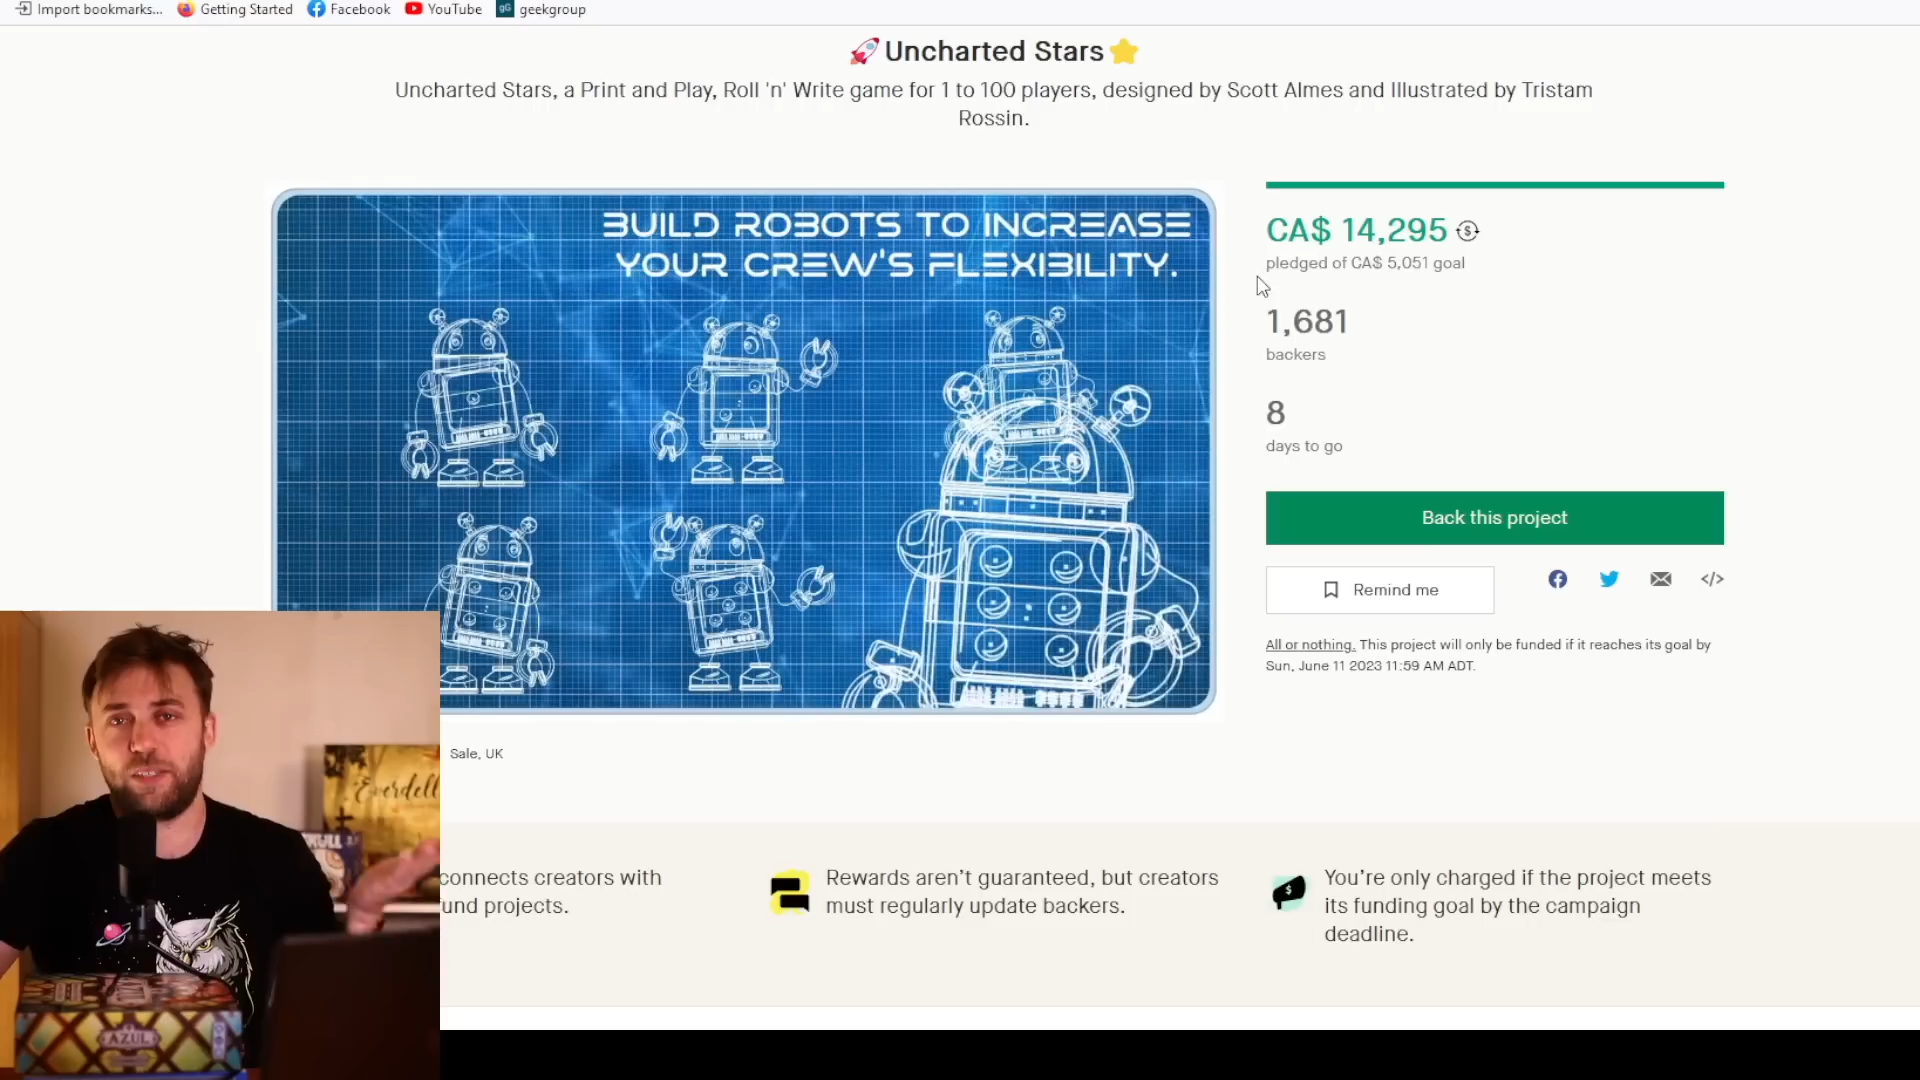 Import bookmarks...
Getting Started
Facebook
YouTube
gG
geekgroup
Uncharted Stars
Uncharted Stars, a Print and Play, Roll 'n' Write game for 1 to 100 players, designed by Scott Almes and Illustrated by Tristam
Rossin.
BUILD ROBOTS TO INCREASE
YOUR CREW'S FLEXIBILITY.
CA$ 14,295
pledged of CA$ 5,051 goal
1,681
backers
8
days to go
Back this project
Remind me
All or nothing. This project will only be funded if it reaches its goal by
Sun, June 11 2023 11:59 AM ADT.
Sale, UK
connects creators with
und projects.
Rewards aren't guaranteed, but creators
must regularly update backers.
You're only charged if the project meets
its funding goal by the campaign
deadline.
Everdell
AZUL